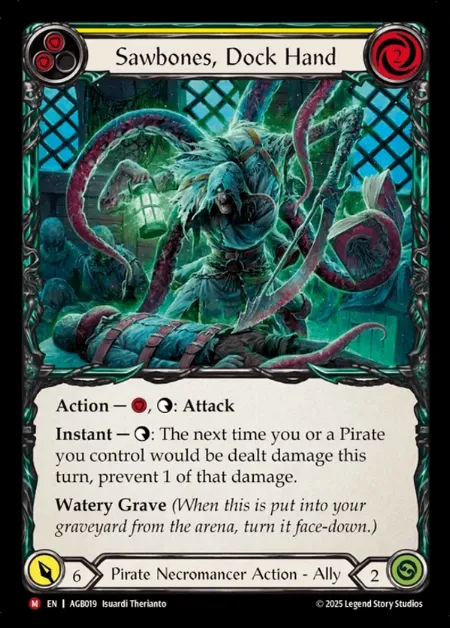 Sawbones, Dock Hand
2
Action — , : Attack
Instant — : The next time you or a Pirate
you control would be dealt damage this
turn, prevent 1 of that damage.
Watery Grave (When this is put into your
graveyard from the arena, turn it face-down.)
6
Pirate Necromancer Action - Ally
2
M EN | AGB019 Isuardi Therianto
© 2025 Legend Story Studios